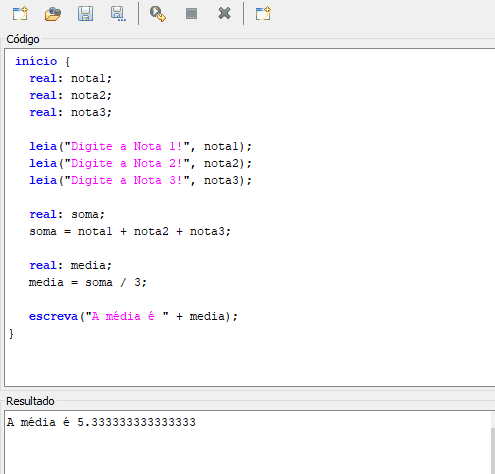 Código
início {
real: nota1;
real: nota2;
real: nota3;
leia("Digite a Nota 1!", nota1);
leia("Digite a Nota 2!", nota2);
leia("Digite a Nota 3!", nota3);
real: soma;
soma = nota1 + nota2 + nota3;
real: media;
media = soma / 3;
escreva("A média é " + media);
}
Resultado
A média é 5.333333333333333